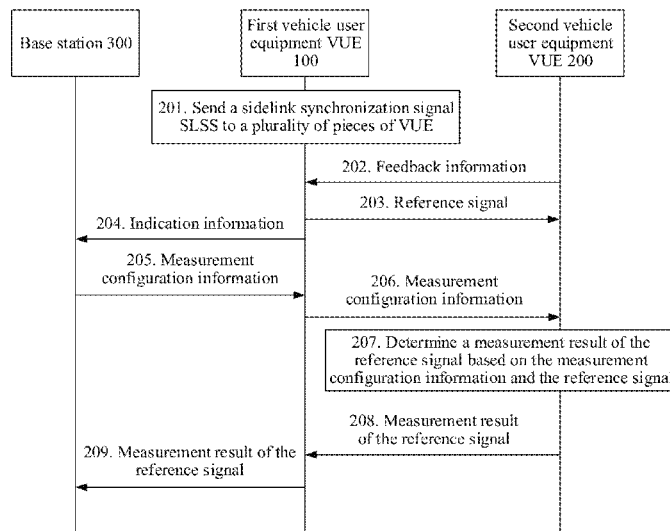 Base station 300
First vehicle user
equipment VUE
100
Second vehicle
user equipment
VUE 200
201. Send a sidelink synchronization signal
SLSS to a plurality of pieces of VUE
202. Feedback information
203. Reference signal
204. Indication information
205. Measurement
configuration information
206. Measurement
configuration information
207. Determine a measurement result of the
reference signal based on the measurement
configuration information and the reference signal
208. Measurement result
of the reference signal
209. Measurement result of the
reference signal